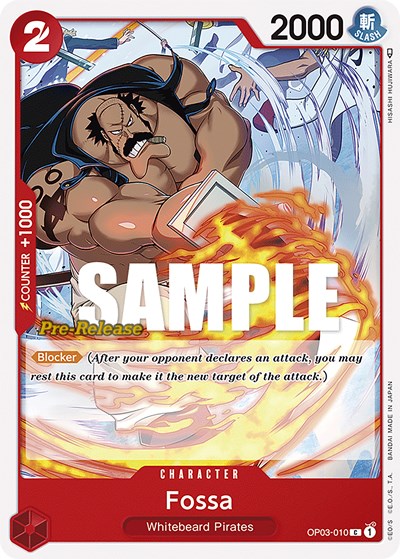 2
2000
斬
SLASH
HISASHI HUJIWARA
COUNTER +1000
SAMPLE
Pre-Release
Blocker (After your opponent declares an attack, you may
rest this card to make it the new target of the attack.)
©E.O./S., T.A. BANDAI MADE IN JAPAN
CHARACTER
Fossa
Whitebeard Pirates
OP03-010 C 1